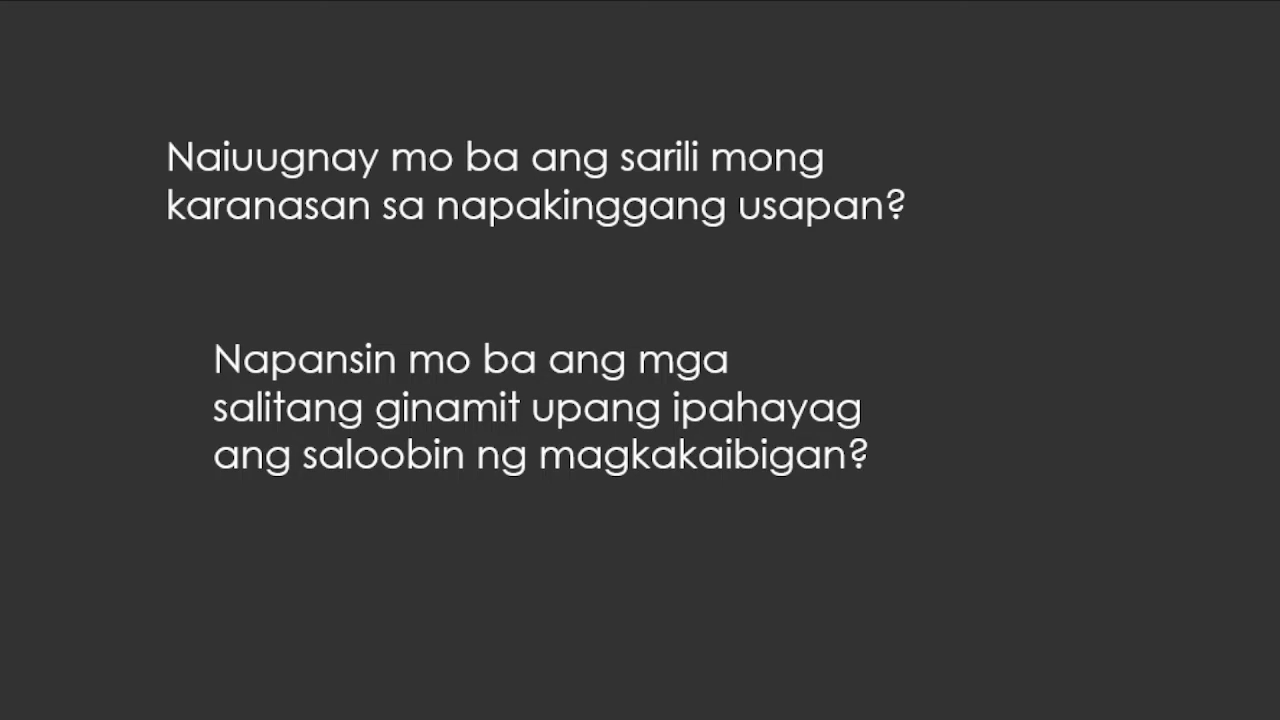 Naiuugnay mo ba ang sarili mong
karanasan sa napakinggang usapan?
Napansin mo ba ang mga
salitang ginamit upang ipahayag
ang saloobin ng magkakaibigan?